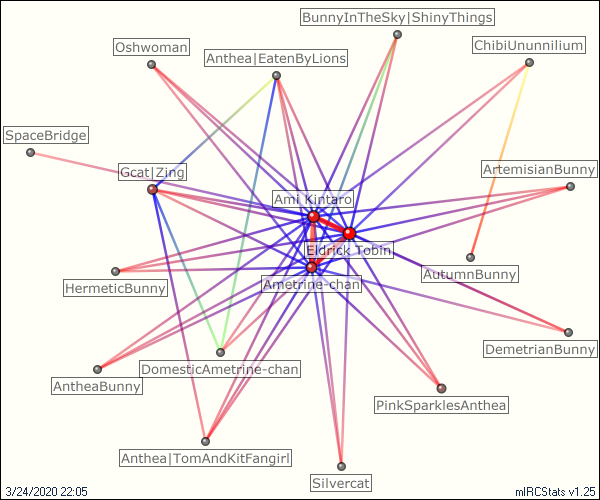 BunnyInTheSky|ShinyThings
Oshwoman
ChibiUnunnilium
Anthea|EatenByLions
SpaceBridge
Gcat|Zing
ArtemisianBunny
Ami Kintaro
Eldrick Tobin
AutumnBunny
HermeticBunny
Ametrine-chan
DemetrianBunny
DomesticAmetrine-chan
AntheaBunny
PinkSparklesAnthea
Anthea|TomAndKitFangirl
Silvercat
3/24/2020 22:05
mIRCStats v1.25